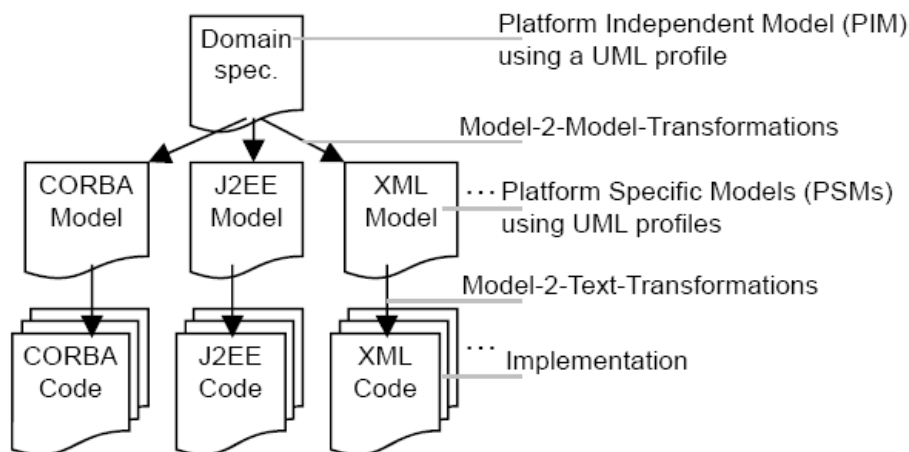 Domain
spec.
Platform Independent Model (PIM)
using a UML profile
Model-2-Model-Transformations
CORBA
Model
J2EE
Model
XML
Model
... Platform Specific Models (PSMs)
using UML profiles
Model-2-Text-Transformations
CORBA
Code
J2EE
Code
XML
Code
...
Implementation